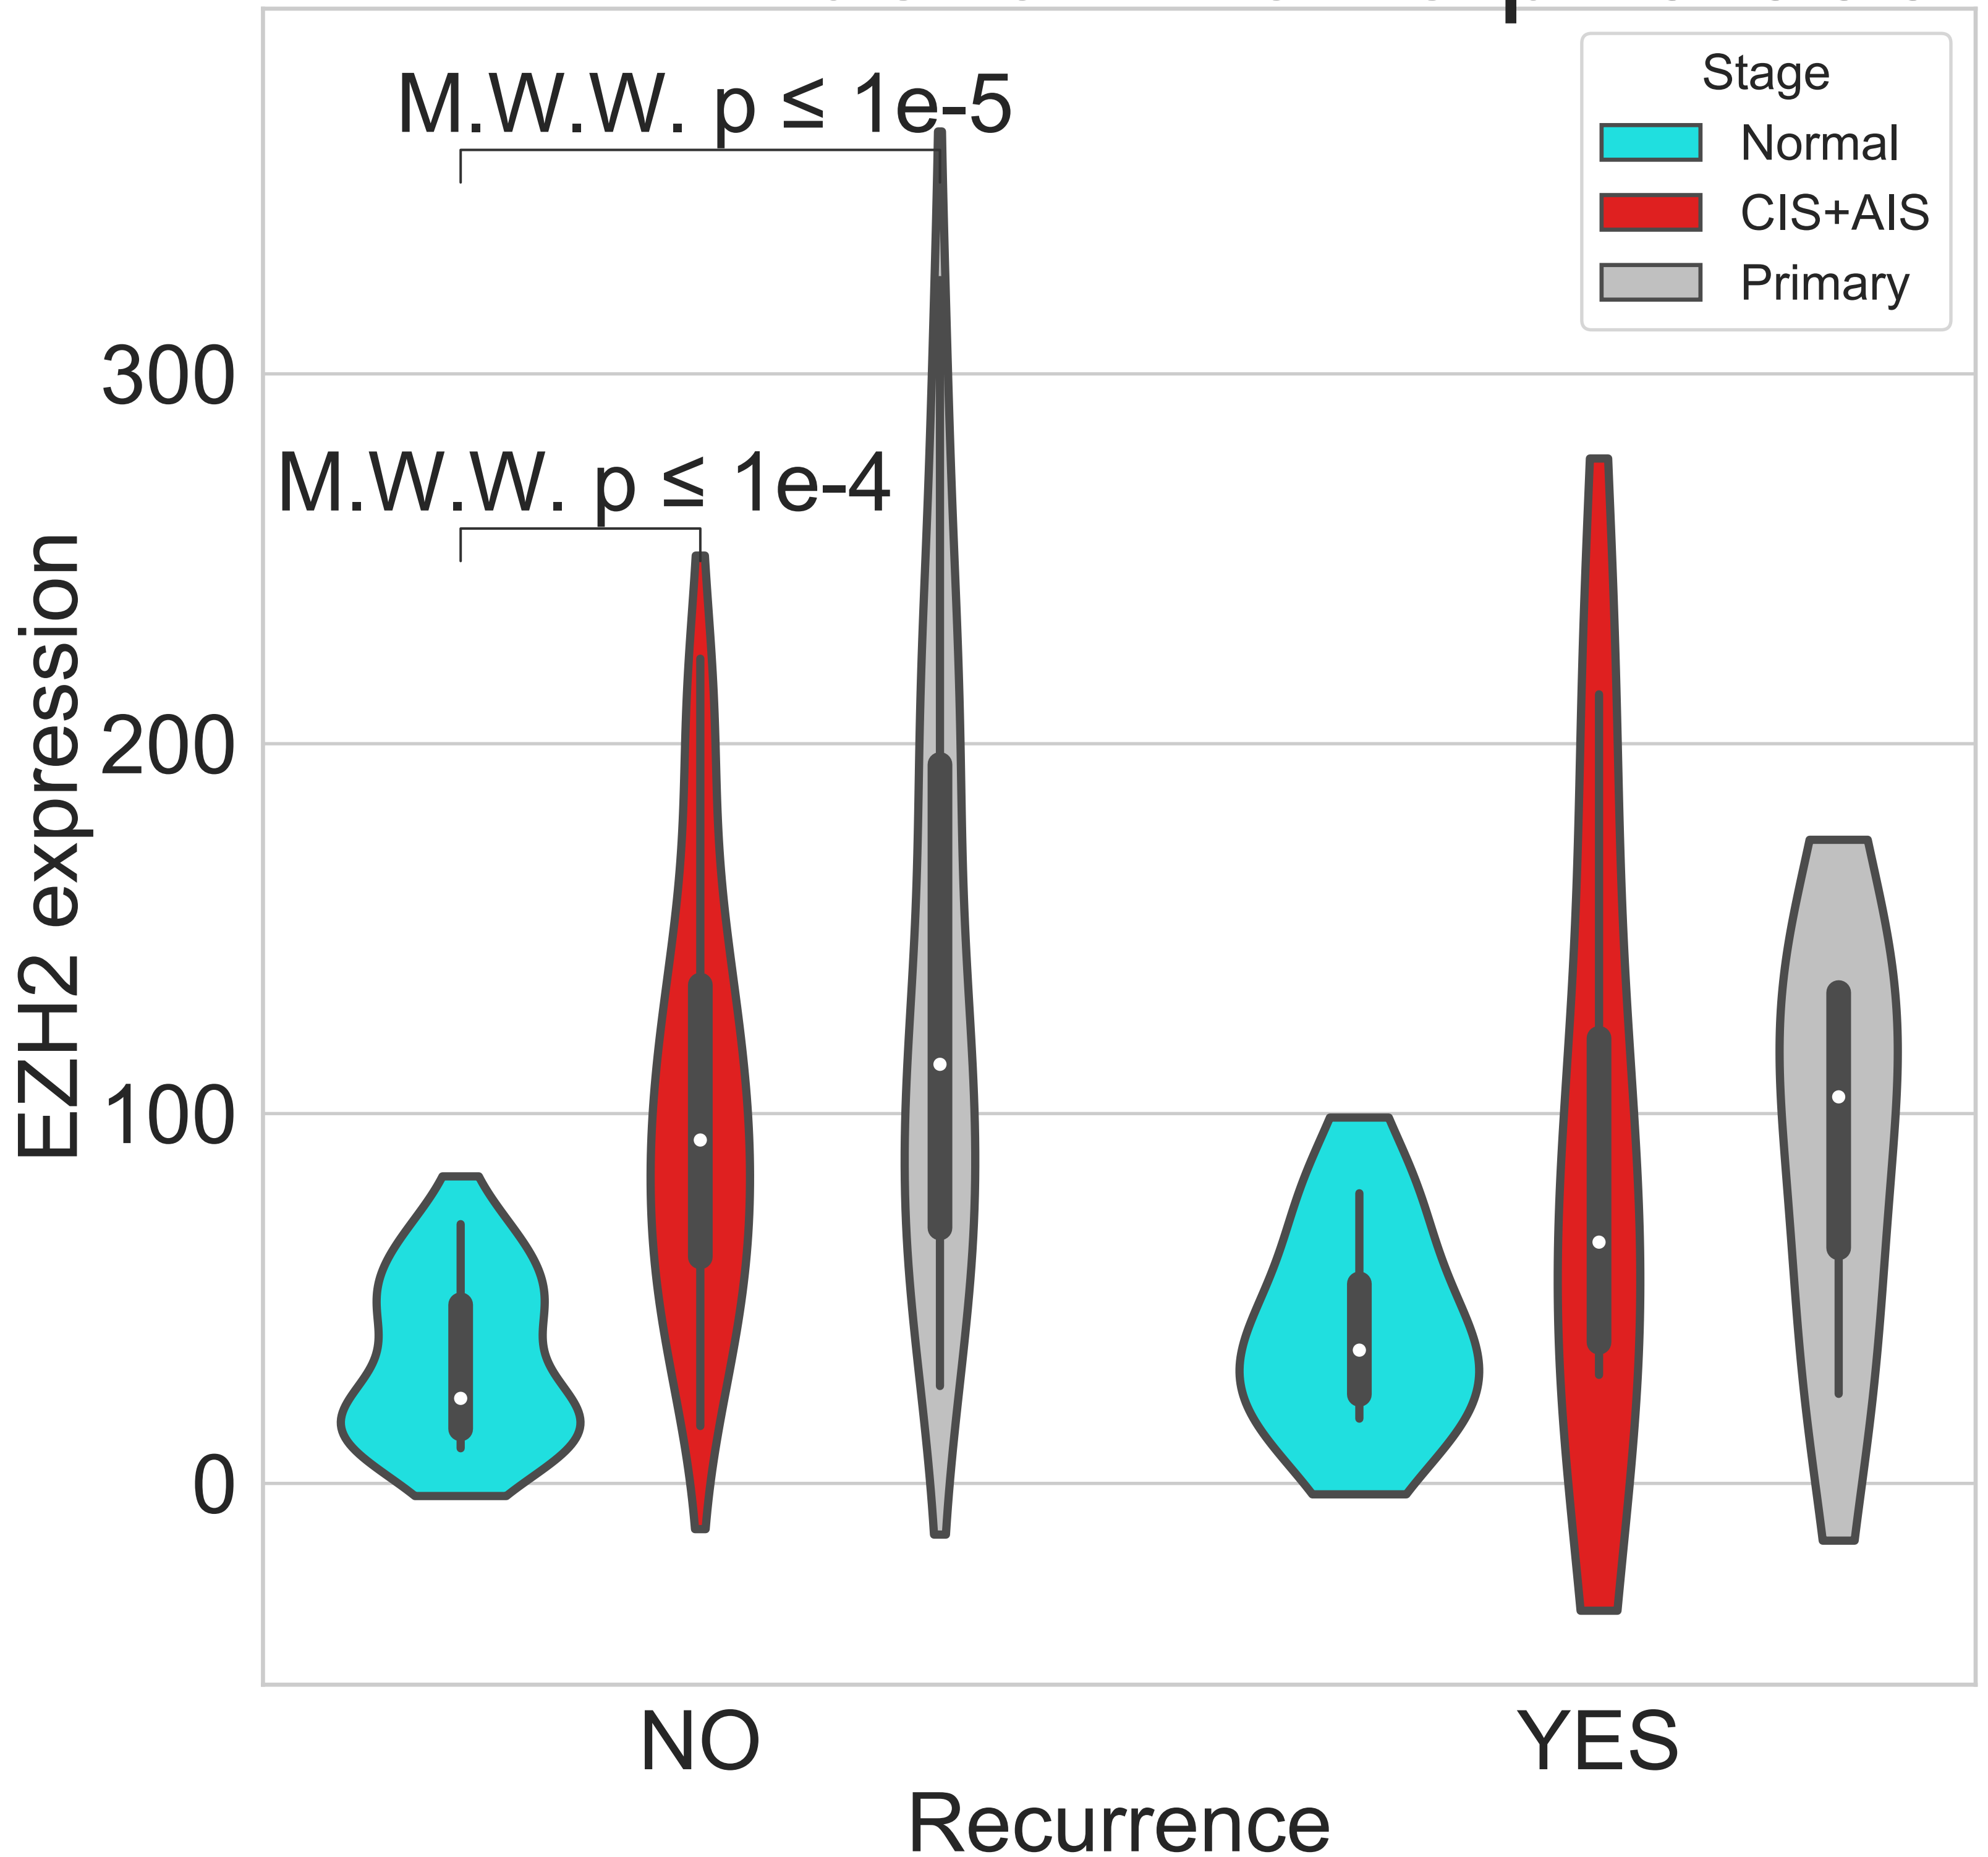 M.W.W. p ≤ 1e-5
Stage
Normal
CIS+AIS
Primary
300
M.W.W. p ≤ 1e-4
200
100
0
EZH2 expression
NO
YES
Recurrence